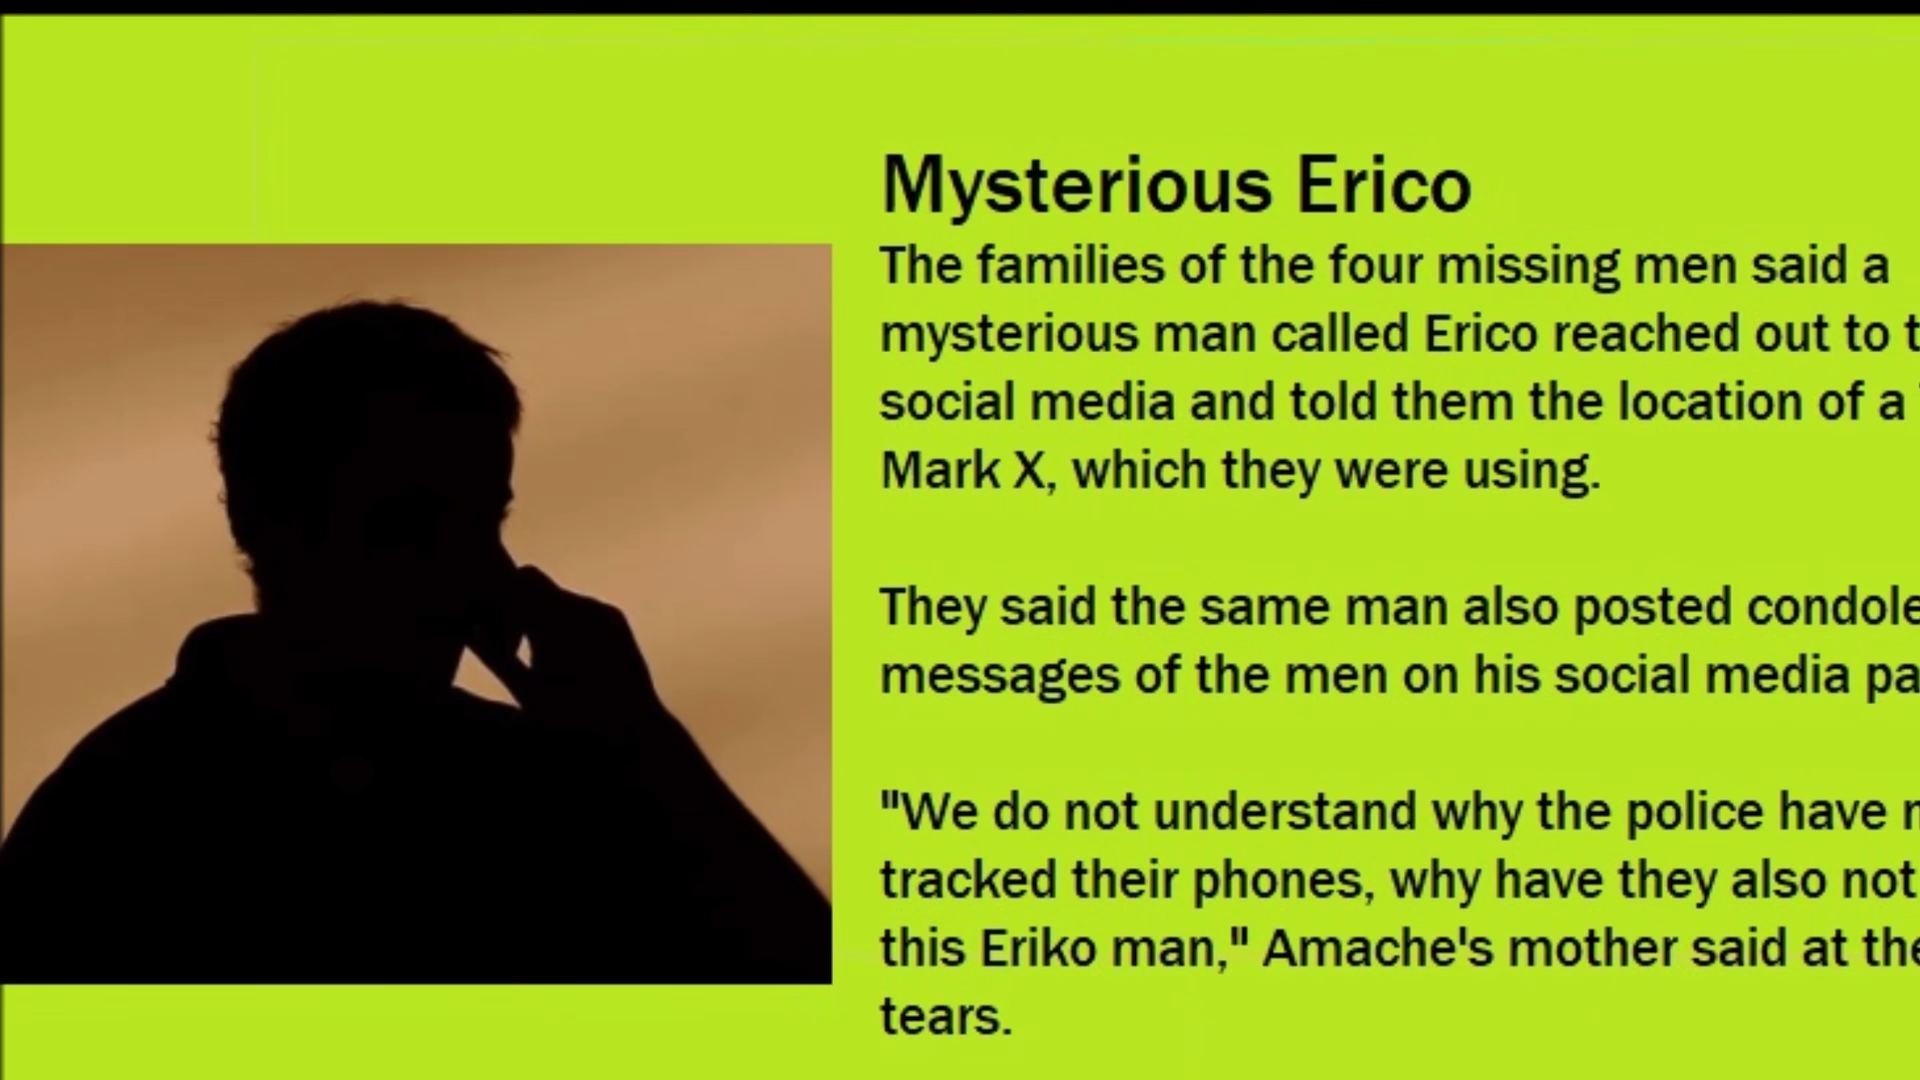 Mysterious Erico
The families of the four missing men said a
mysterious man called Erico reached out to
social media and told them the location of a
Mark X, which they were using.
They said the same man also posted
messages of the men on his social media
"We do not understand why the police have
tracked their phones, why have they also not
this Eriko man," Amache's mother said at
tears.